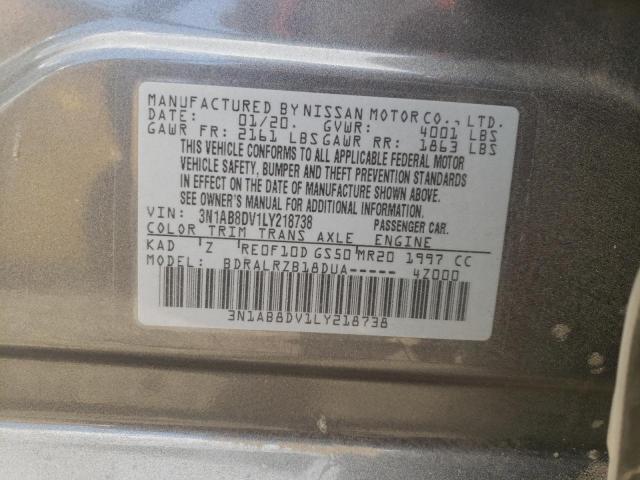 MANUFACTURED BY NISSAN MOTOR CO., LTD.
DATE: 01/20. GVWR: 4001 LBS
GAWR FR: 2161 LBS GAWR RR: 1863 LBS
THIS VEHICLE CONFORMS TO ALL APPLICABLE FEDERAL MOTOR
VEHICLE SAFETY, BUMPER AND THEFT PREVENTION STANDARDS
IN EFFECT ON THE DATE OF MANUFACTURE SHOWN ABOVE.
SEE OWNER'S MANUAL FOR ADDITIONAL INFORMATION.
VIN: 3N1AB8DV1LY218738 PASSENGER CAR.
COLOR TRIM TRANS AXLE ENGINE
KAD Z RE0F10D GS50 MR20 1997 CC
MODEL: BDRALRZB18DUA----- 4Z000
3N1AB8DV1LY218738